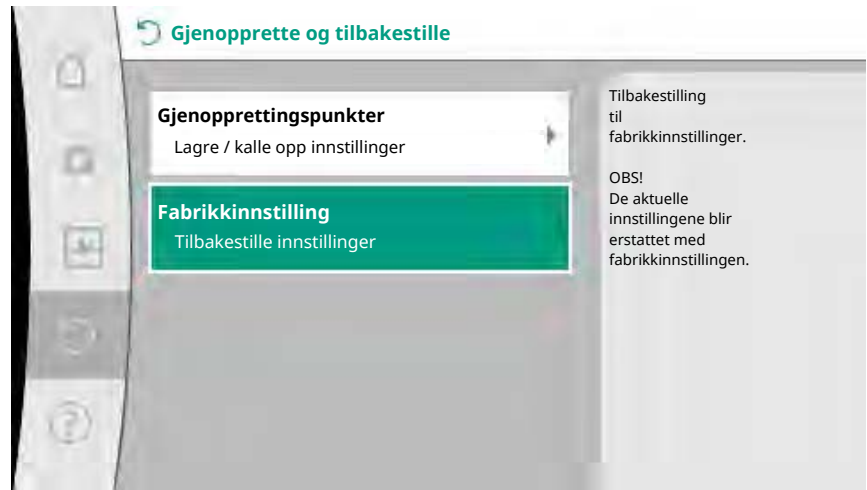 Gjenopprette og tilbakestille
Gjenopprettingspunkter
Lagre / kalle opp innstillinger
Fabrikkinnstilling
Tilbakestille innstillinger
Tilbakestilling
til
fabrikkinnstillinger.
OBS!
De aktuelle
innstillingene blir
erstattet med
fabrikkinnstillingen.